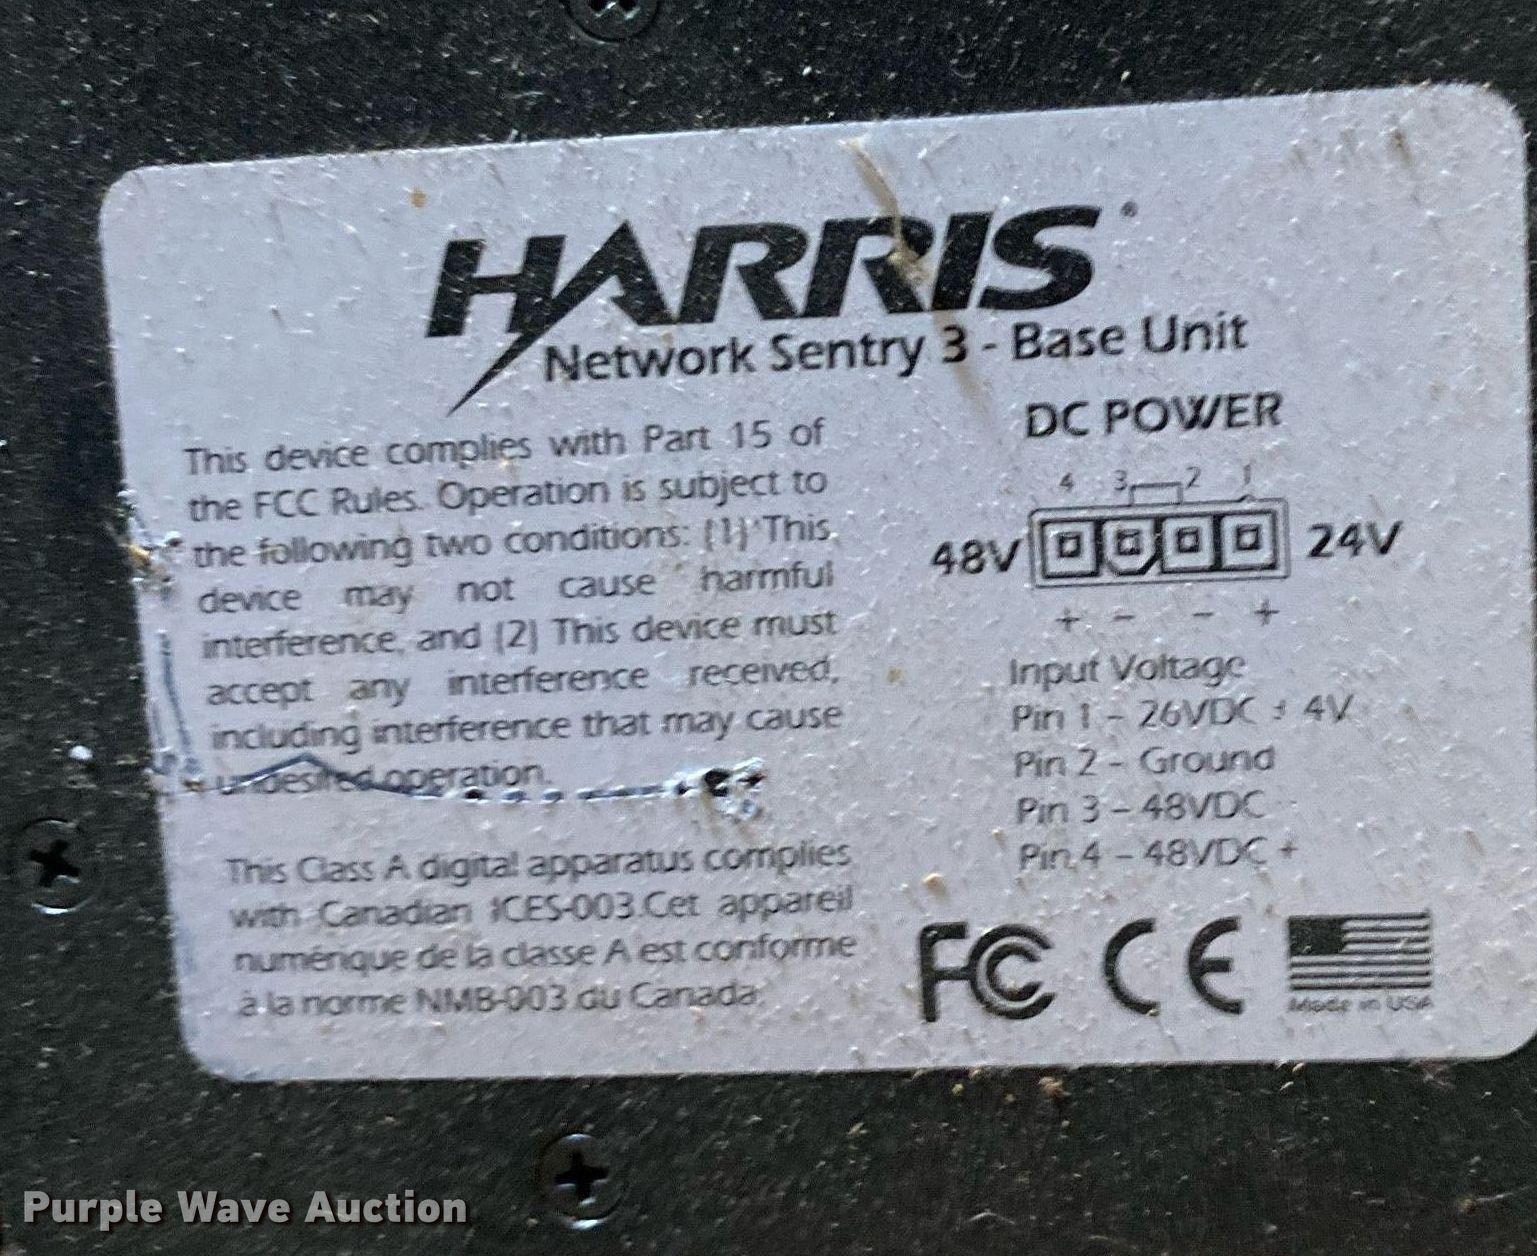 HARRIS®
Network Sentry 3 - Base Unit
This device complies with Part 15 of
the FCC Rules. Operation is subject to
the following two conditions: (1) This
device may not cause harmful
interference, and (2) This device must
accept any interference received,
including interference that may cause
undesired operation.
This Class A digital apparatus complies
with Canadian ICES-003.Cet appareil
numérique de la classe A est conforme
à la norme NMB-003 du Canada.
DC POWER
4 3 2 1
48V 24V
+ - - +
Input Voltage
Pin 1 - 26VDC ± 4V
Pin 2 - Ground
Pin 3 - 48VDC -
Pin 4 - 48VDC +
FC CE
Made in USA
Purple Wave Auction